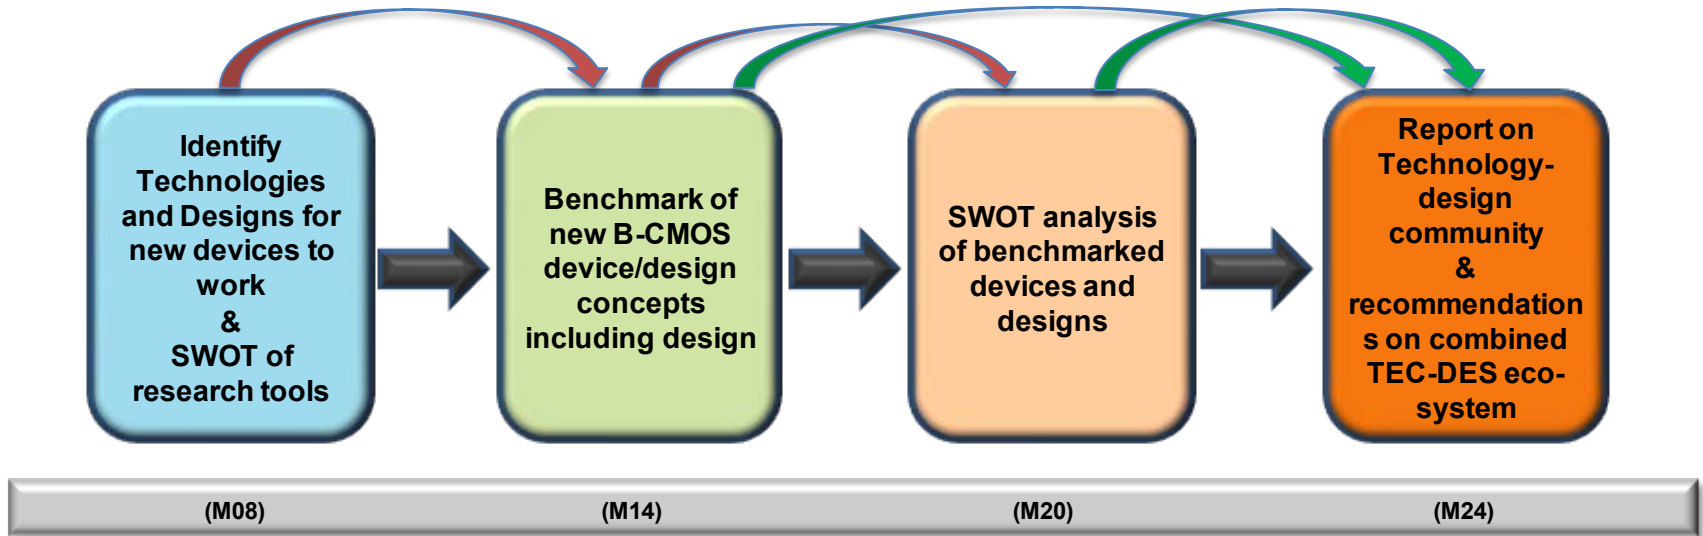 Identify
Technologies
and Designs for
new devices to
work
&
SWOT of
research tools
Benchmark of
new B-CMOS
device/design
concepts
including design
SWOT analysis
of benchmarked
devices and
designs
Report on
Technology-
design
community
&
recommendation
s on combined
TEC-DES eco-
system
(M08)
(M14)
(M20)
(M24)